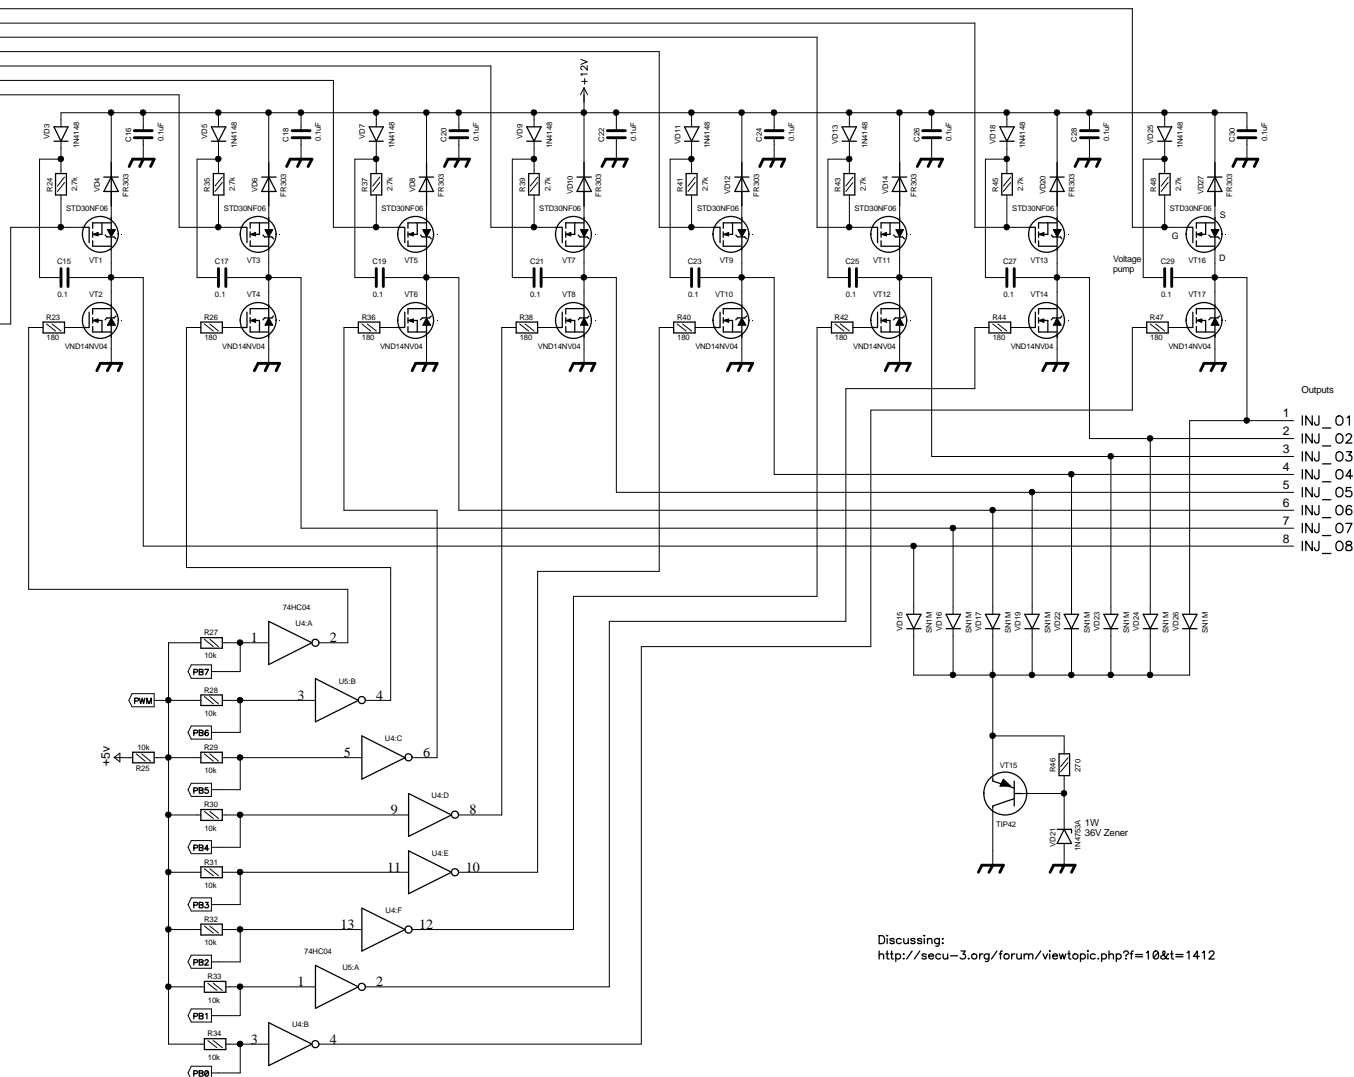 +12V
VD3
1N4148
C16
0.1uF
VD5
1N4148
C18
0.1uF
VD7
1N4148
C20
0.1uF
VD9
1N4148
C22
0.1uF
VD11
1N4148
C24
0.1uF
VD13
1N4148
C26
0.1uF
VD18
1N4148
C28
0.1uF
VD25
1N4148
C30
0.1uF
R24
2.7k
VD4
FR303
R35
2.7k
VD6
FR303
R37
2.7k
VD8
FR303
R39
2.7k
VD10
FR303
R41
2.7k
VD12
FR303
R43
2.7k
VD14
FR303
R45
2.7k
VD20
FR303
R48
2.7k
VD27
FR303
STD30NF06
STD30NF06
STD30NF06
STD30NF06
STD30NF06
STD30NF06
STD30NF06
STD30NF06
S
G
D
VT1
VT3
VT5
VT7
VT9
VT11
VT13
VT16
Voltage
pump
C15
0.1
C17
0.1
C19
0.1
C21
0.1
C23
0.1
C25
0.1
C27
0.1
C29
0.1
VT2
VT4
VT6
VT8
VT10
VT12
VT14
VT17
R23
180
R26
180
R36
180
R38
180
R40
180
R42
180
R44
180
R47
180
VND14NV04
VND14NV04
VND14NV04
VND14NV04
VND14NV04
VND14NV04
VND14NV04
VND14NV04
Outputs
1 INJ_O1
2 INJ_O2
3 INJ_O3
4 INJ_O4
5 INJ_O5
6 INJ_O6
7 INJ_O7
8 INJ_O8
VD15
SN1M
VD16
SN1M
VD17
SN1M
VD19
SN1M
VD22
SN1M
VD23
SN1M
VD24
SN1M
VD26
SN1M
74HC04
U4:A
R27
10k
1 2
PB7
PWM
U5:B
R28
10k
3 4
PB6
+5v
10k
R25
U4:C
R29
10k
5 6
PB5
U4:D
R30
10k
9 8
PB4
U4:E
R31
10k
11 10
PB3
U4:F
R32
10k
13 12
PB2
74HC04
U5:A
R33
10k
1 2
PB1
U4:B
R34
10k
3 4
PB0
VT15
TIP42
R46
270
VD21
1N4753A
1W
36V Zener
Discussing:
http://secu-3.org/forum/viewtopic.php?f=10&t=1412